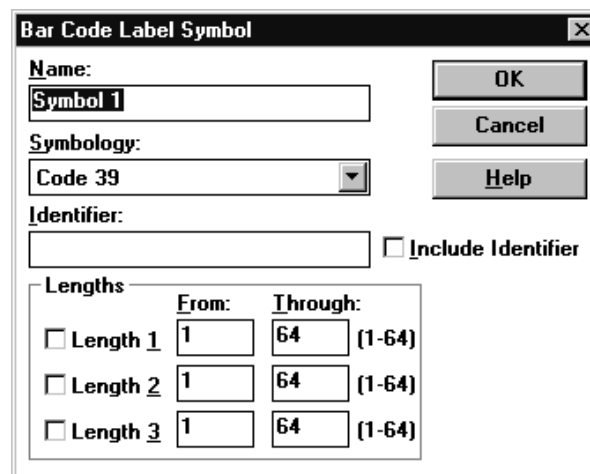 Bar Code Label Symbol
Name:
Symbol 1
OK
Cancel
Symbology:
Code 39
Help
Identifier:
Include Identifier
Lengths
From: Through:
Length 1 1 64 (1-64)
Length 2 1 64 (1-64)
Length 3 1 64 (1-64)